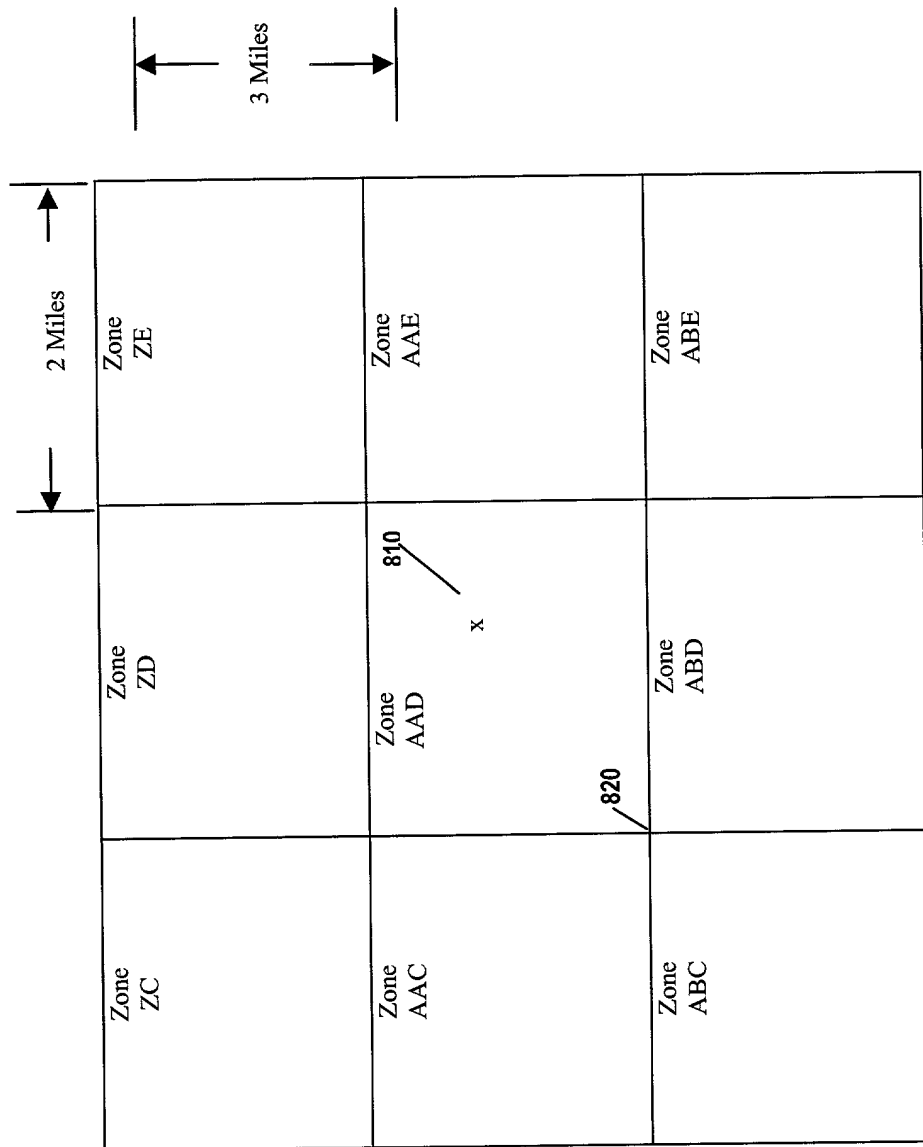 2 Miles
3 Miles
Zone
ZC
Zone
ZD
Zone
ZE
Zone
AAC
Zone
AAD
810
x
Zone
AAE
820
Zone
ABC
Zone
ABD
Zone
ABE